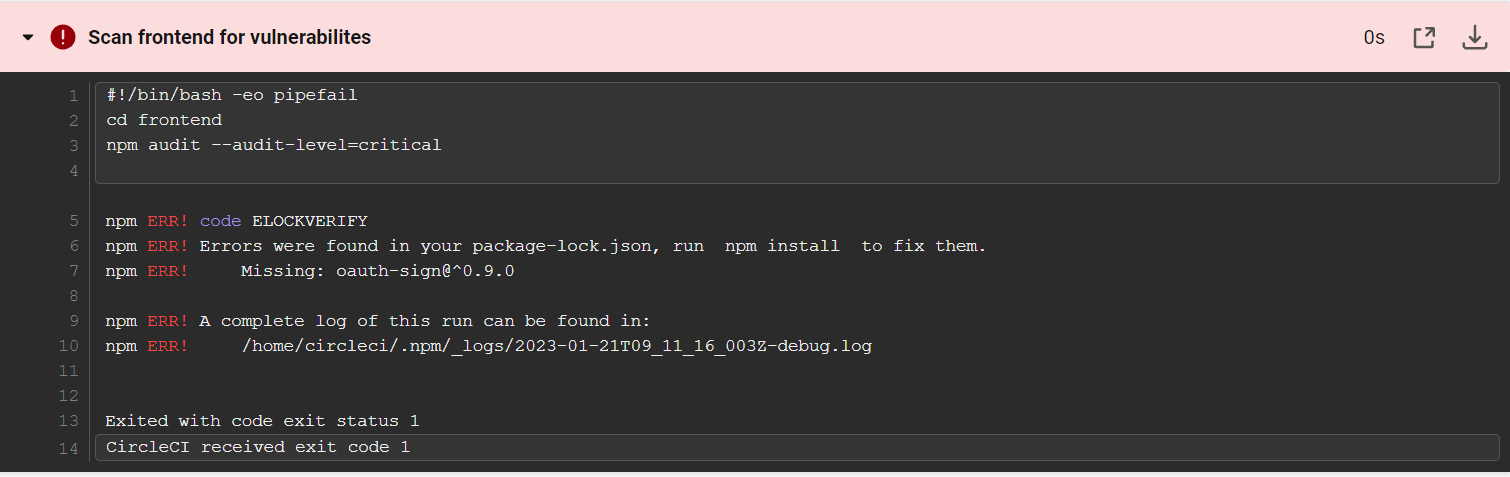 Scan frontend for vulnerabilites
0s
1 #!/bin/bash -eo pipefail
2 cd frontend
3 npm audit --audit-level=critical
4
5 npm ERR! code ELOCKVERIFY
6 npm ERR! Errors were found in your package-lock.json, run  npm install  to fix them.
7 npm ERR!     Missing: oauth-sign@^0.9.0
8
9 npm ERR! A complete log of this run can be found in:
10 npm ERR!     /home/circleci/.npm/_logs/2023-01-21T09_11_16_003Z-debug.log
11
12
13 Exited with code exit status 1
14 CircleCI received exit code 1